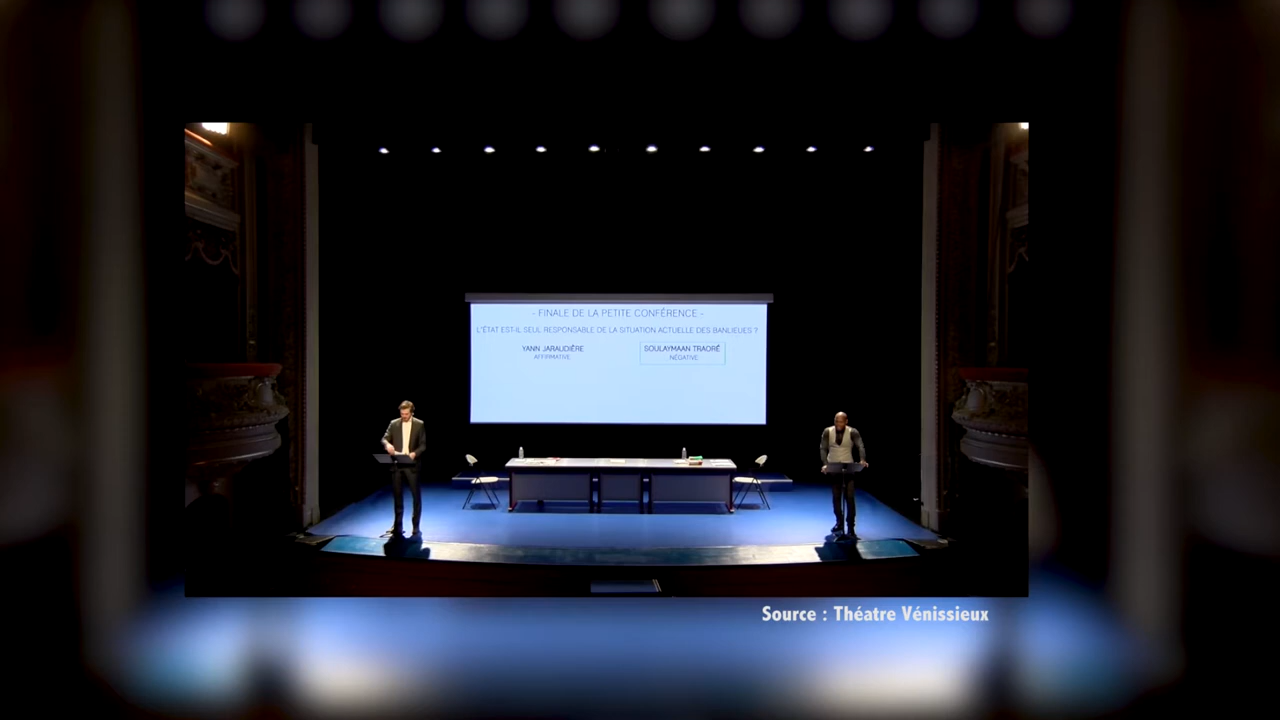 - FINALE DE LA PETITE CONFÉRENCE -
L'ÉTAT EST-IL SEUL RESPONSABLE DE LA SITUATION ACTUELLE DES BANLIEUES ?
YANN JARAUDIÈRE SOULAYMAAN TRAORÉ
AFFIRMATIVE NÉGATIVE
Source : Théatre Vénissieux